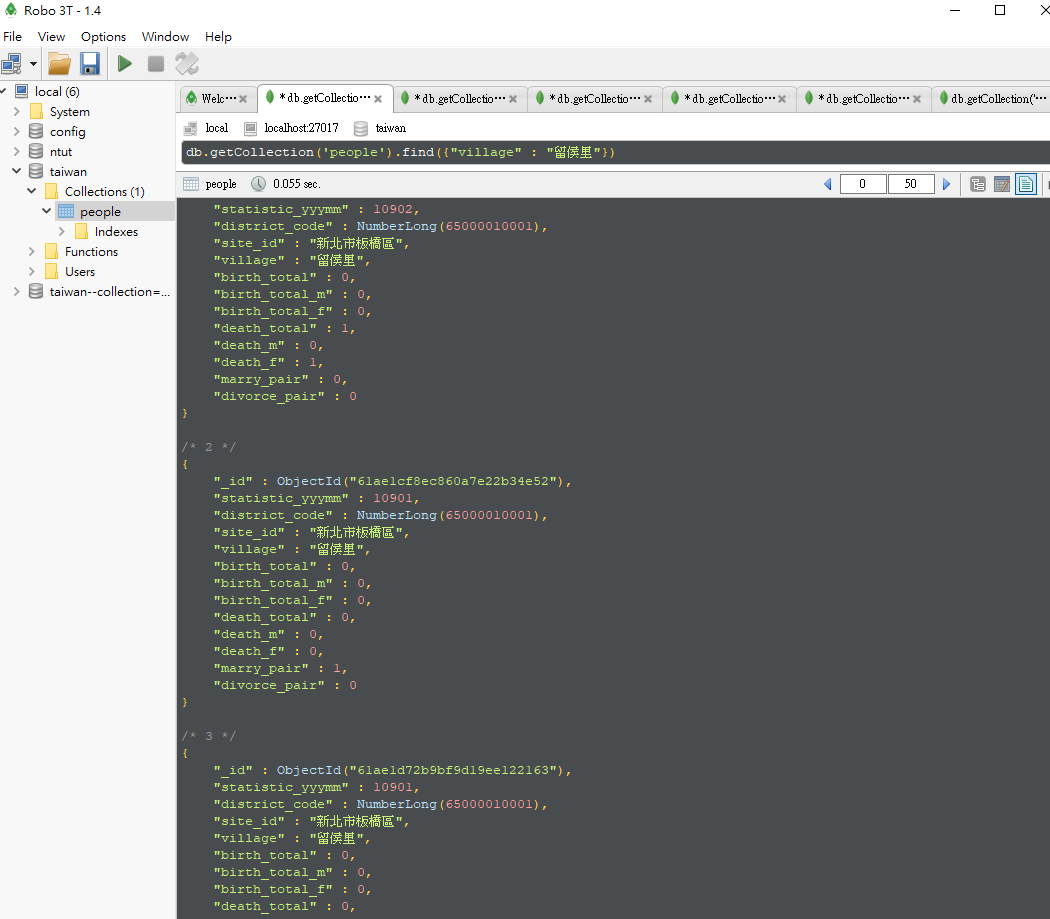 Robo 3T - 1.4
File View Options Window Help
local (6)
System
config
ntut
taiwan
Collections (1)
people
Indexes
Functions
Users
taiwan--collection=...
Welc··· *db.getCollectio··· *db.getCollectio··· *db.getCollectio··· *db.getCollectio··· *db.getCollectio··· db.getCollection('···
local localhost:27017 taiwan
db.getCollection('people').find({"village" : "留侯里"})
people 0.055 sec. 0 50
"statistic_yyymm" : 10902,
"district_code" : NumberLong(65000010001),
"site_id" : "新北市板橋區",
"village" : "留侯里",
"birth_total" : 0,
"birth_total_m" : 0,
"birth_total_f" : 0,
"death_total" : 1,
"death_m" : 0,
"death_f" : 1,
"marry_pair" : 0,
"divorce_pair" : 0
}
/* 2 */
{
"_id" : ObjectId("61ae1cf8ec860a7e22b34e52"),
"statistic_yyymm" : 10901,
"district_code" : NumberLong(65000010001),
"site_id" : "新北市板橋區",
"village" : "留侯里",
"birth_total" : 0,
"birth_total_m" : 0,
"birth_total_f" : 0,
"death_total" : 0,
"death_m" : 0,
"death_f" : 0,
"marry_pair" : 1,
"divorce_pair" : 0
}
/* 3 */
{
"_id" : ObjectId("61ae1d72b9bf9d19ee122163"),
"statistic_yyymm" : 10901,
"district_code" : NumberLong(65000010001),
"site_id" : "新北市板橋區",
"village" : "留侯里",
"birth_total" : 0,
"birth_total_m" : 0,
"birth_total_f" : 0,
"death_total" : 0,